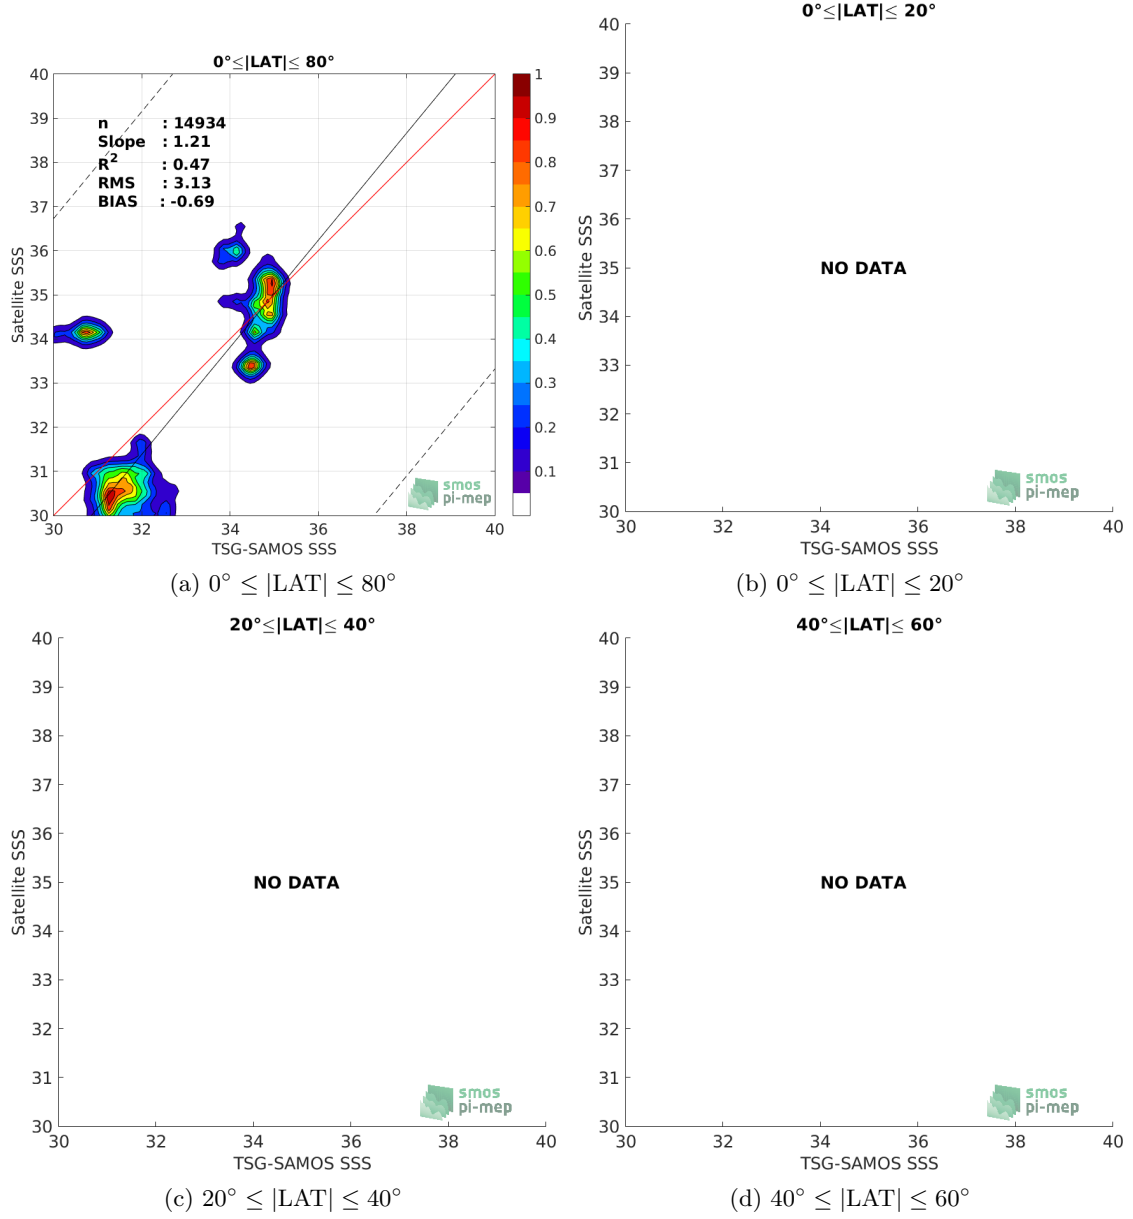 0°≤|LAT|≤ 80°
40
39
38
37
36
35
34
33
32
31
30
Satellite SSS
n : 14934
Slope : 1.21
R2 : 0.47
RMS : 3.13
BIAS : -0.69
1
0.9
0.8
0.7
0.6
0.5
0.4
0.3
0.2
0.1
smos
pi-mep
30 32 34 36 38 40
TSG-SAMOS SSS
(a) 0° ≤ |LAT| ≤ 80°
0°≤|LAT|≤ 20°
40
39
38
37
36
35
34
33
32
31
30
Satellite SSS
NO DATA
smos
pi-mep
30 32 34 36 38 40
TSG-SAMOS SSS
(b) 0° ≤ |LAT| ≤ 20°
20°≤|LAT|≤ 40°
40
39
38
37
36
35
34
33
32
31
30
Satellite SSS
NO DATA
smos
pi-mep
30 32 34 36 38 40
TSG-SAMOS SSS
(c) 20° ≤ |LAT| ≤ 40°
40°≤|LAT|≤ 60°
40
39
38
37
36
35
34
33
32
31
30
Satellite SSS
NO DATA
smos
pi-mep
30 32 34 36 38 40
TSG-SAMOS SSS
(d) 40° ≤ |LAT| ≤ 60°